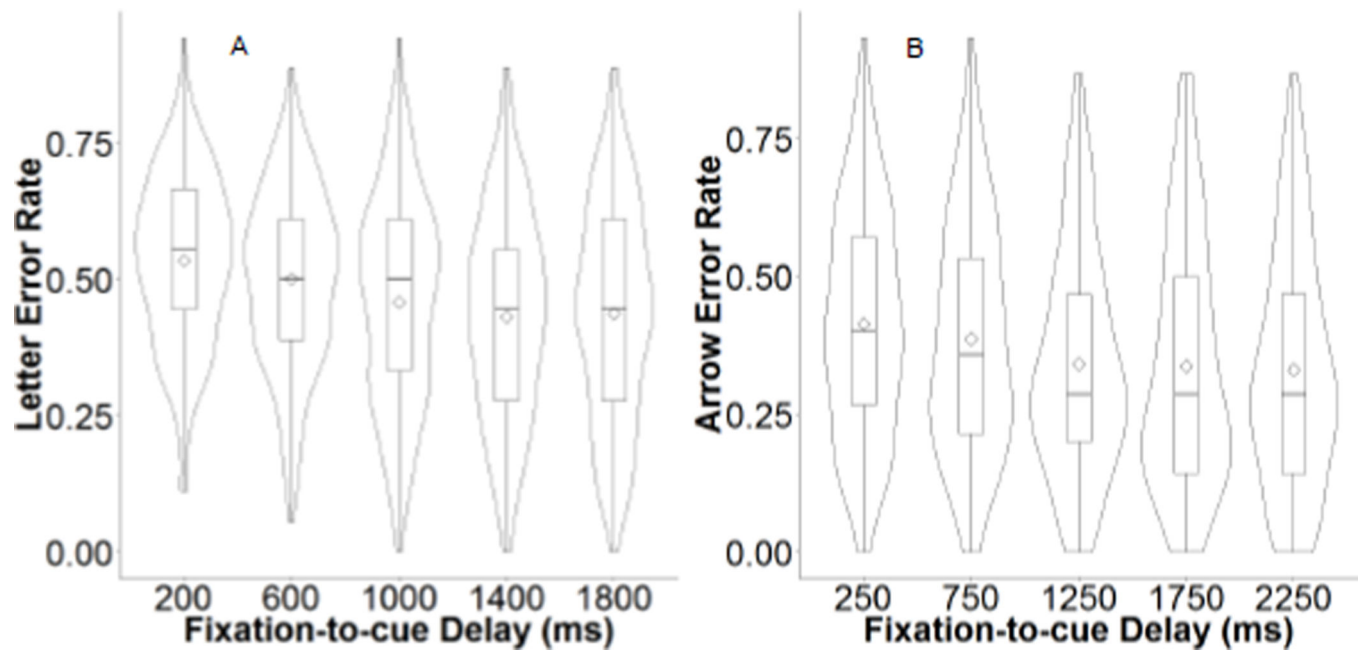 A
Letter Error Rate
0.75
0.50
0.25
0.00
200 600 1000 1400 1800
Fixation-to-cue Delay (ms)
B
Arrow Error Rate
0.75
0.50
0.25
0.00
250 750 1250 1750 2250
Fixation-to-cue Delay (ms)